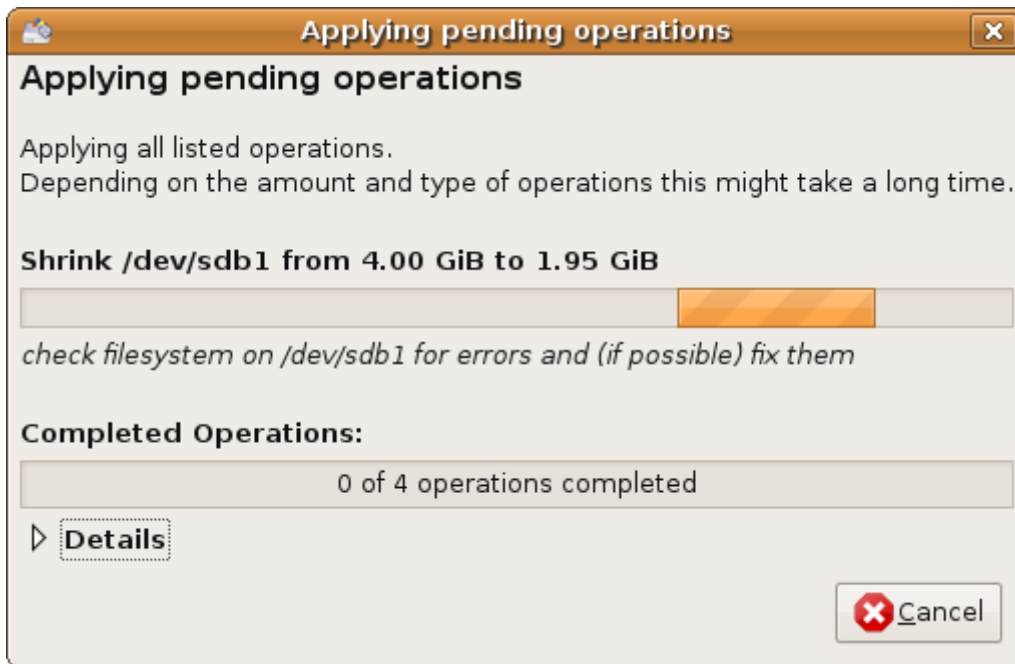 Applying pending operations
Applying pending operations
Applying all listed operations.
Depending on the amount and type of operations this might take a long time.
Shrink /dev/sdb1 from 4.00 GiB to 1.95 GiB
check filesystem on /dev/sdb1 for errors and (if possible) fix them
Completed Operations:
0 of 4 operations completed
Details
Cancel